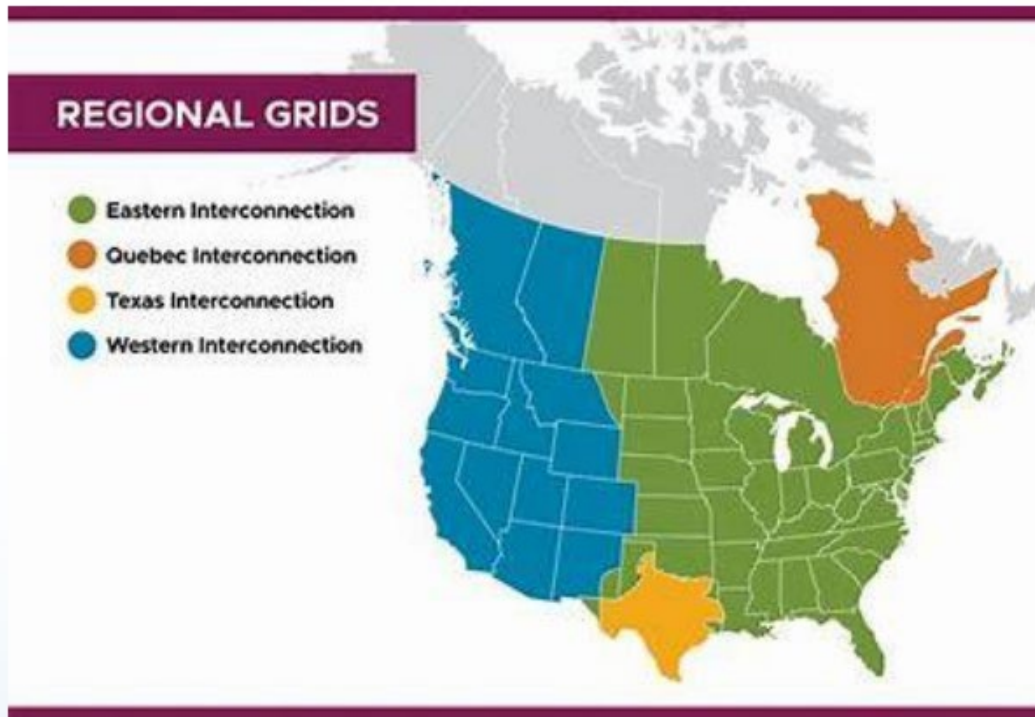 REGIONAL GRIDS
Eastern Interconnection
Quebec Interconnection
Texas Interconnection
Western Interconnection